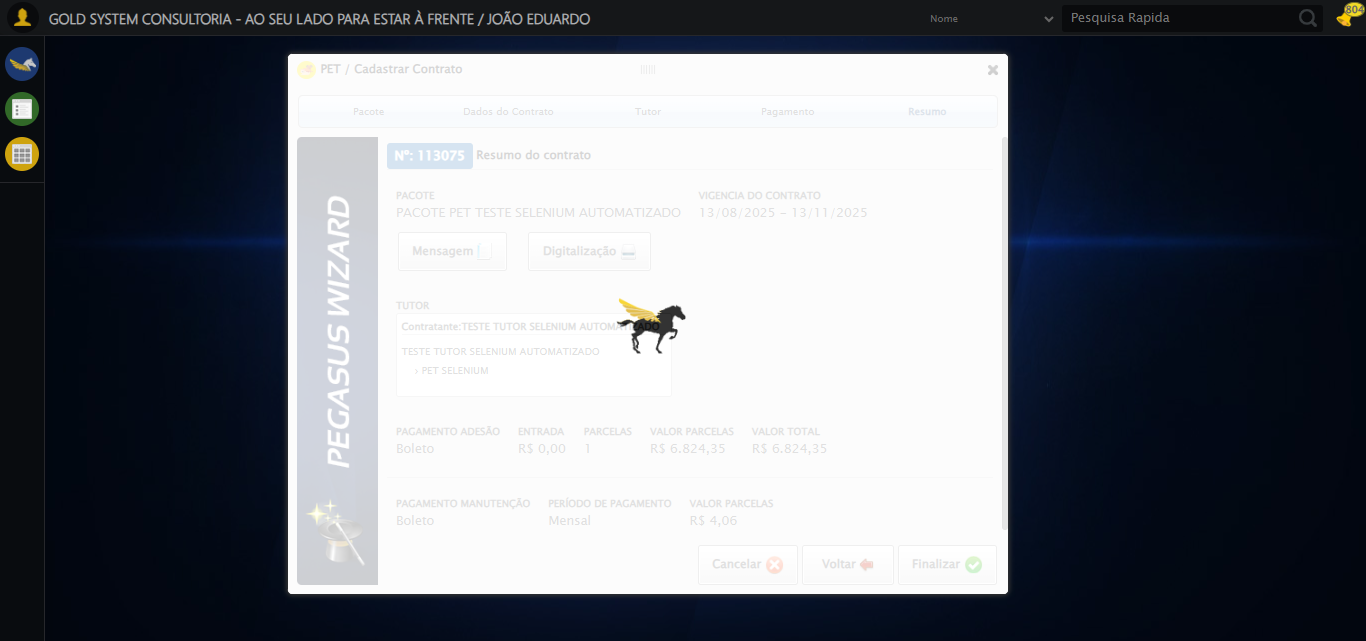 GOLD SYSTEM CONSULTORIA - AO SEU LADO PARA ESTAR À FRENTE / JOÃO EDUARDO
Nome
Pesquisa Rapida
804
PET / Cadastrar Contrato
Pacote
Dados do Contrato
Tutor
Pagamento
Resumo
PEGASUS WIZARD
Nº: 113075 Resumo do contrato
PACOTE
PACOTE PET TESTE SELENIUM AUTOMATIZADO
VIGENCIA DO CONTRATO
13/08/2025 - 13/11/2025
Mensagem
Digitalização
TUTOR
Contratante:TESTE TUTOR SELENIUM AUTOMATIZADO
TESTE TUTOR SELENIUM AUTOMATIZADO
› PET SELENIUM
PAGAMENTO ADESÃO
Boleto
ENTRADA
R$ 0,00
PARCELAS
1
VALOR PARCELAS
R$ 6.824,35
VALOR TOTAL
R$ 6.824,35
PAGAMENTO MANUTENÇÃO
Boleto
PERÍODO DE PAGAMENTO
Mensal
VALOR PARCELAS
R$ 4,06
Cancelar
Voltar
Finalizar